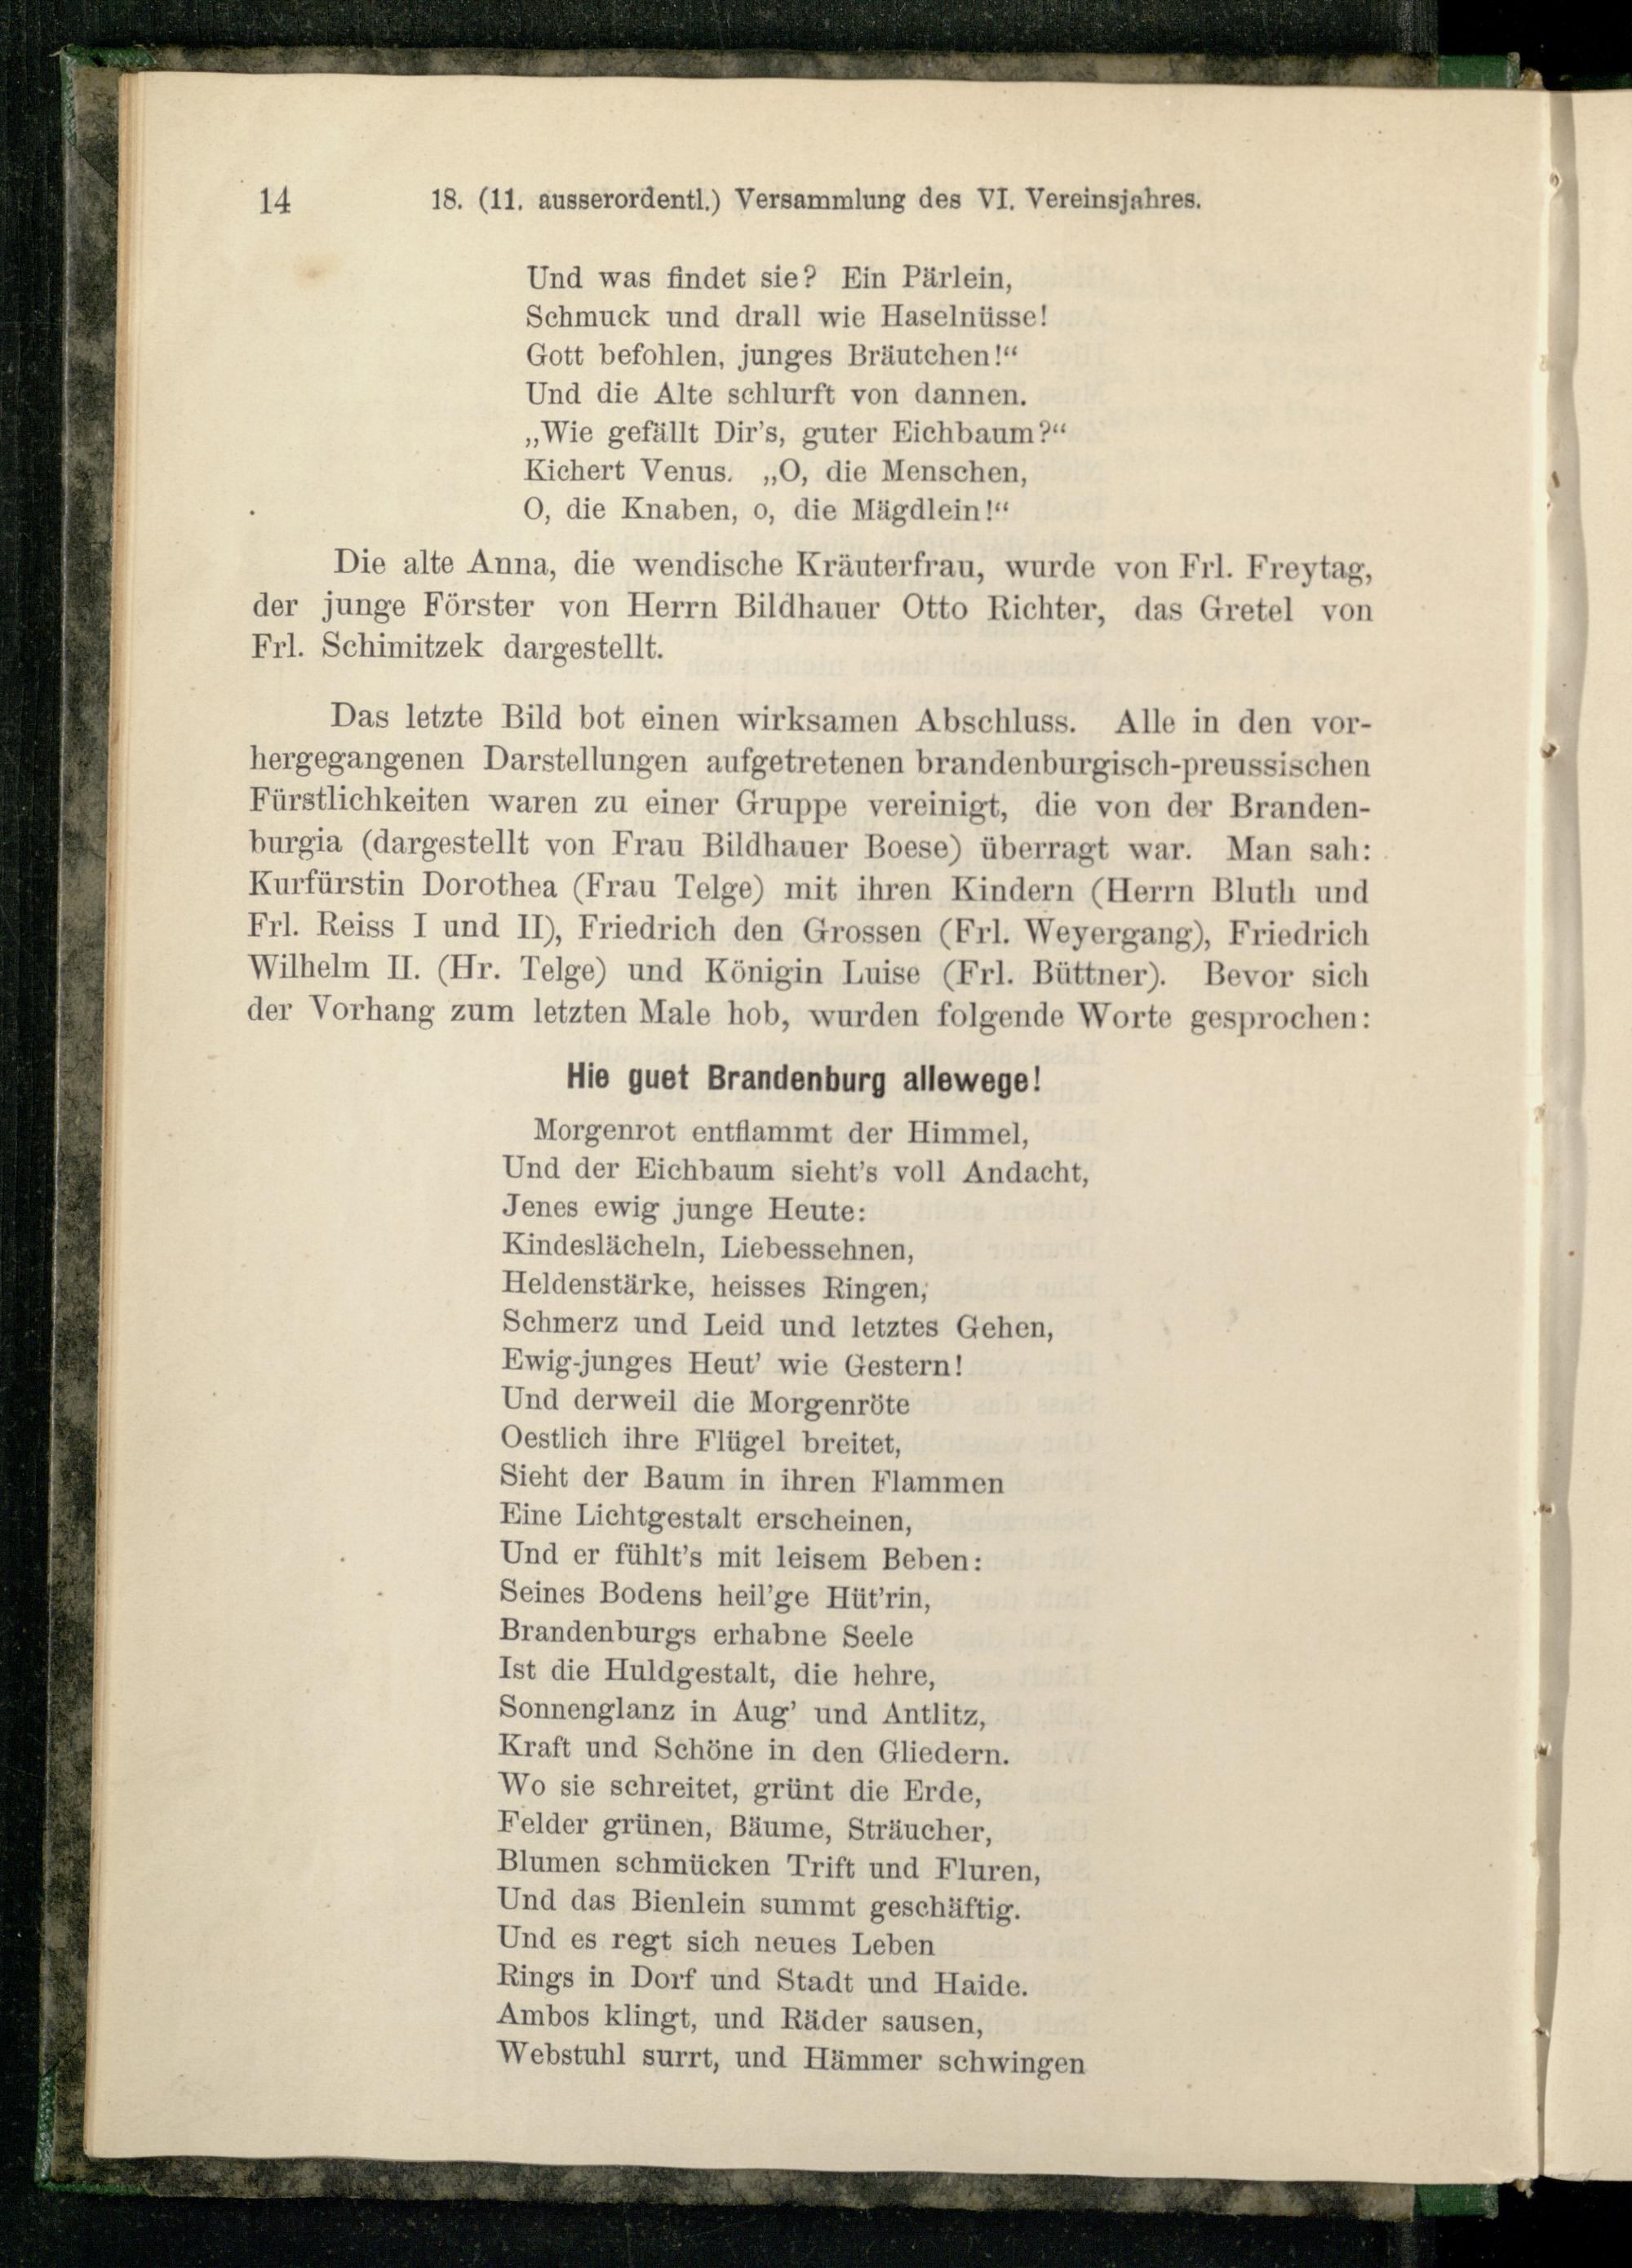 14 18. (11. ausserordentl.) Versammlung des VI. Vereinsjahres.
Und was findet sie? Ein Pärlein,
Schmuck und drall wie Haselnüsse!
Gott befohlen, junges Bräutchen!“
Und die Alte schlurft von dannen.
„Wie gefällt Dir's, guter Eichbaum?“
Kichert Venus. „O, die Menschen,
O, die Knaben, o, die Mägdlein!“
Die alte Anna, die wendische Kräuterfrau, wurde von Frl. Freytag,
der junge Förster von Herrn Bildhauer Otto Richter, das Gretel von
Frl. Schimitzek dargestellt.
Das letzte Bild bot einen wirksamen Abschluss. Alle in den vor-
hergegangenen Darstellungen aufgetretenen brandenburgisch-preussischen
Fürstlichkeiten waren zu einer Gruppe vereinigt, die von der Branden-
burgia (dargestellt von Frau Bildhauer Boese) überragt war. Man sah:
Kurfürstin Dorothea (Frau Telge) mit ihren Kindern (Herrn Bluth und
Frl. Reiss I und II), Friedrich den Grossen (Frl. Weyergang), Friedrich
Wilhelm II. (Hr. Telge) und Königin Luise (Frl. Büttner). Bevor sich
der Vorhang zum letzten Male hob, wurden folgende Worte gesprochen:
Hie guet Brandenburg allewege!
Morgenrot entflammt der Himmel,
Und der Eichbaum sieht's voll Andacht,
Jenes ewig junge Heute:
Kindeslächeln, Liebessehnen,
Heldenstärke, heisses Ringen,
Schmerz und Leid und letztes Gehen,
Ewig-junges Heut' wie Gestern!
Und derweil die Morgenröte
Oestlich ihre Flügel breitet,
Sieht der Baum in ihren Flammen
Eine Lichtgestalt erscheinen,
Und er fühlt's mit leisem Beben:
Seines Bodens heil'ge Hüt'rin,
Brandenburgs erhabne Seele
Ist die Huldgestalt, die hehre,
Sonnenglanz in Aug' und Antlitz,
Kraft und Schöne in den Gliedern.
Wo sie schreitet, grünt die Erde,
Felder grünen, Bäume, Sträucher,
Blumen schmücken Trift und Fluren,
Und das Bienlein summt geschäftig.
Und es regt sich neues Leben
Rings in Dorf und Stadt und Haide.
Ambos klingt, und Räder sausen,
Webstuhl surrt, und Hämmer schwingen